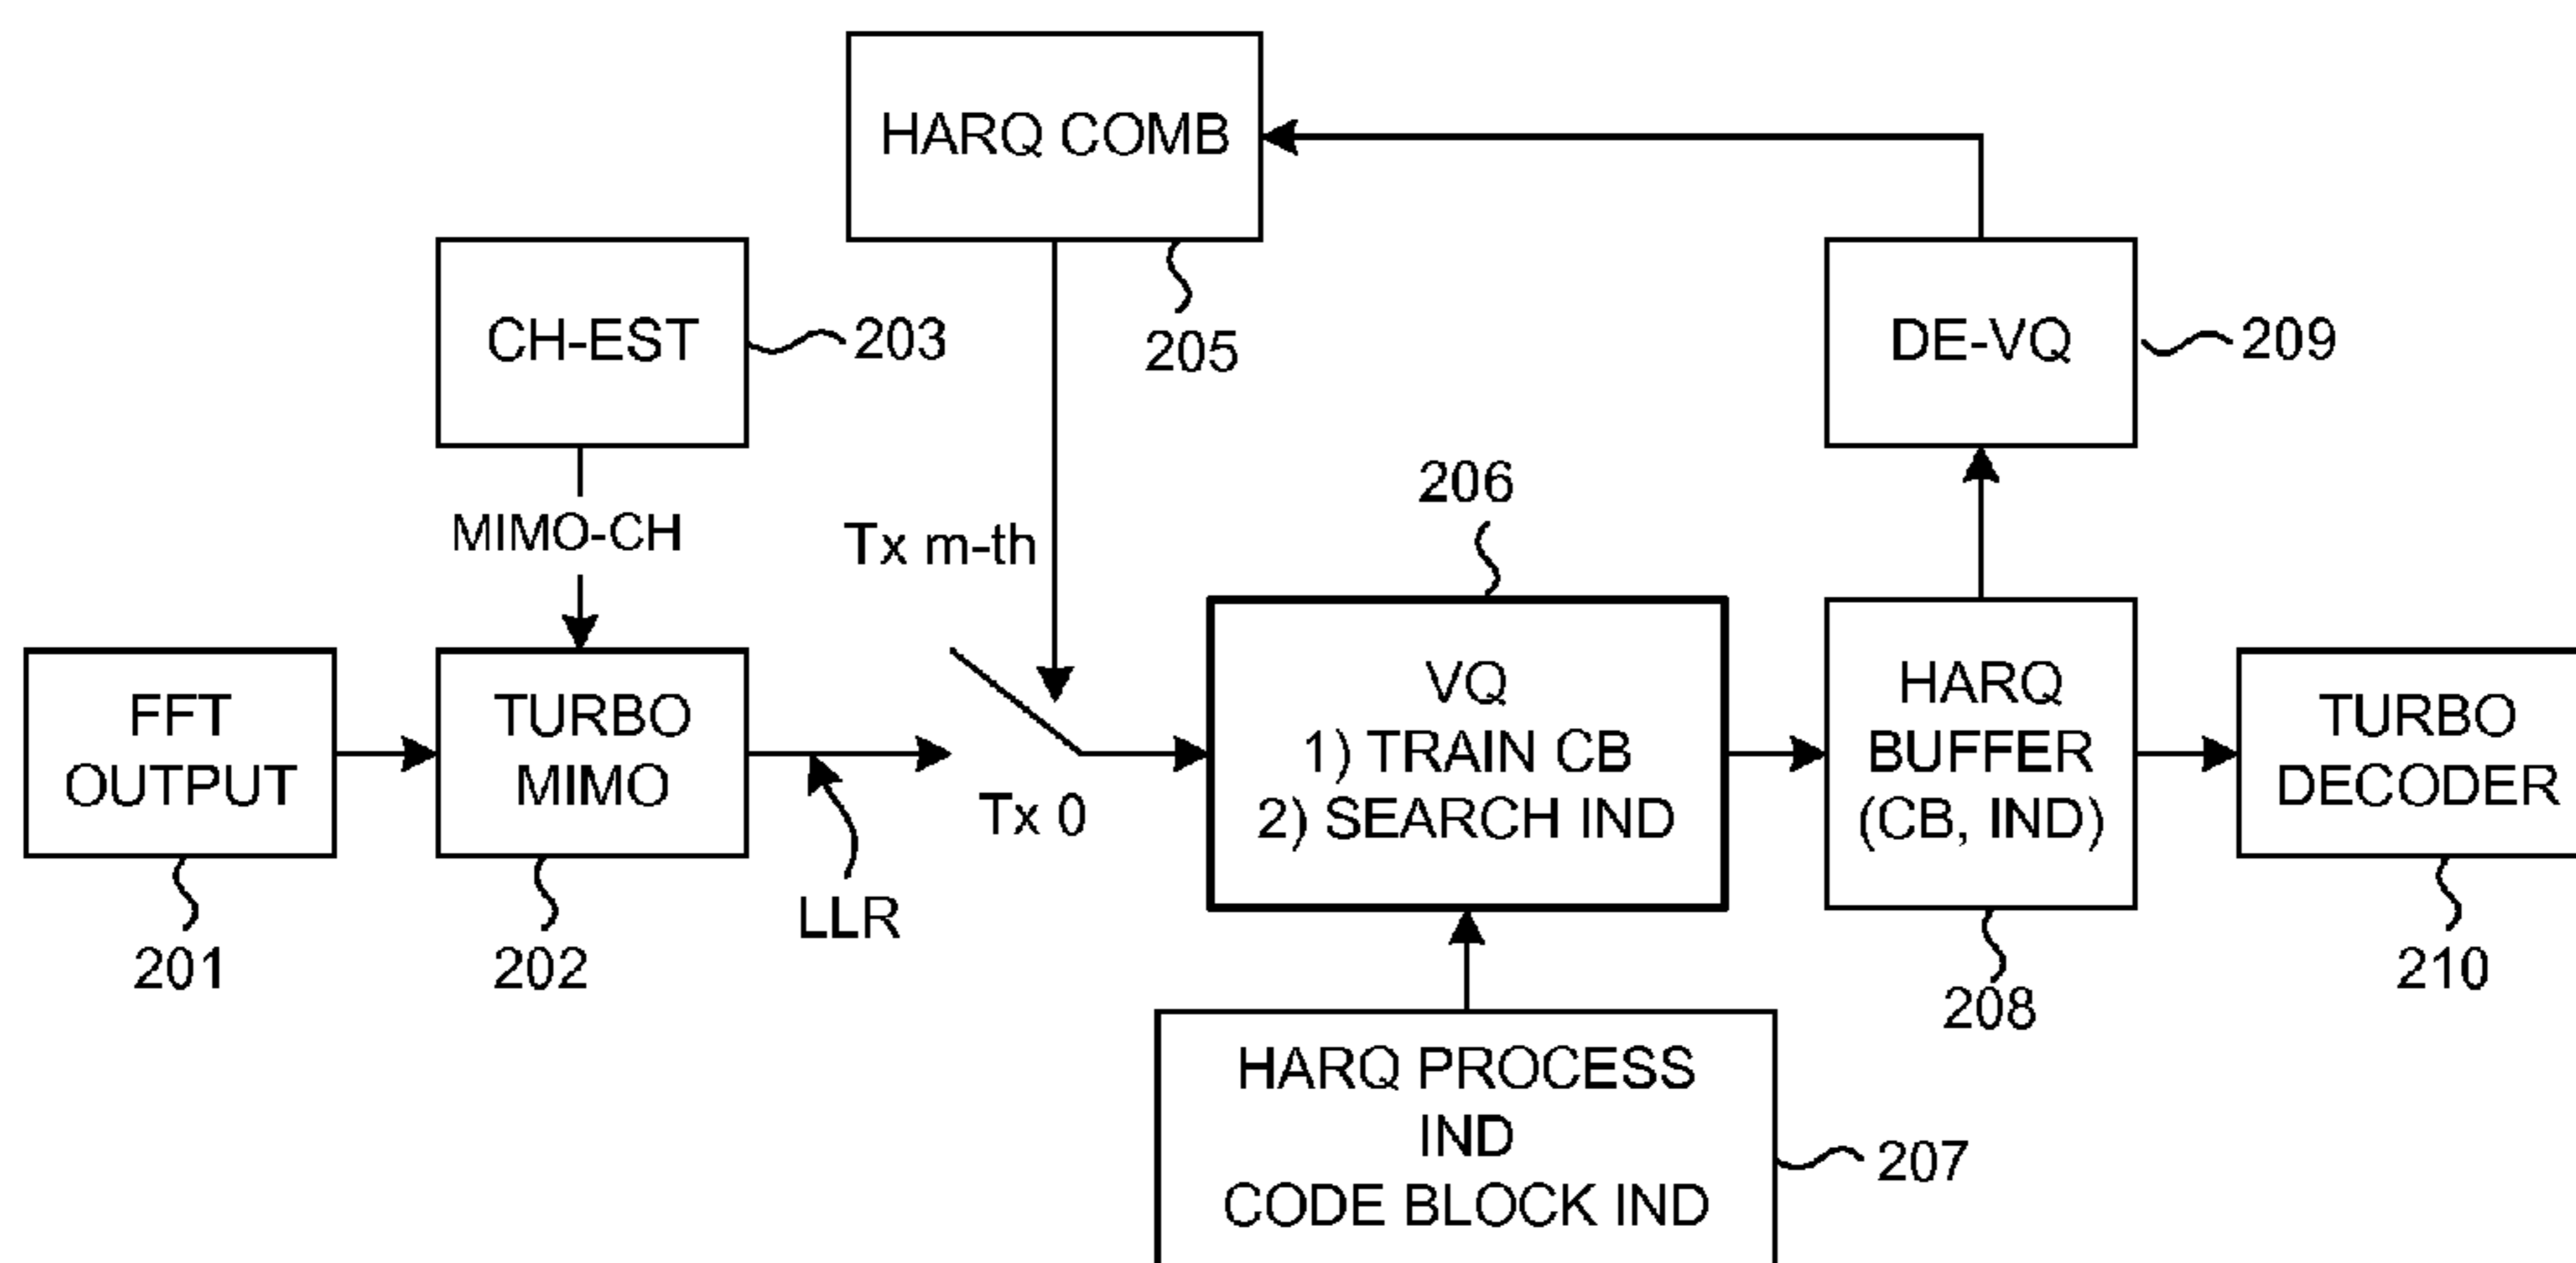 HARQ COMB
205
CH-EST
203
DE-VQ
209
MIMO-CH
Tx m-th
206
FFT
OUTPUT
201
TURBO
MIMO
202
LLR
Tx 0
VQ
1) TRAIN CB
2) SEARCH IND
HARQ
BUFFER
(CB, IND)
208
TURBO
DECODER
210
HARQ PROCESS
IND
CODE BLOCK IND
207